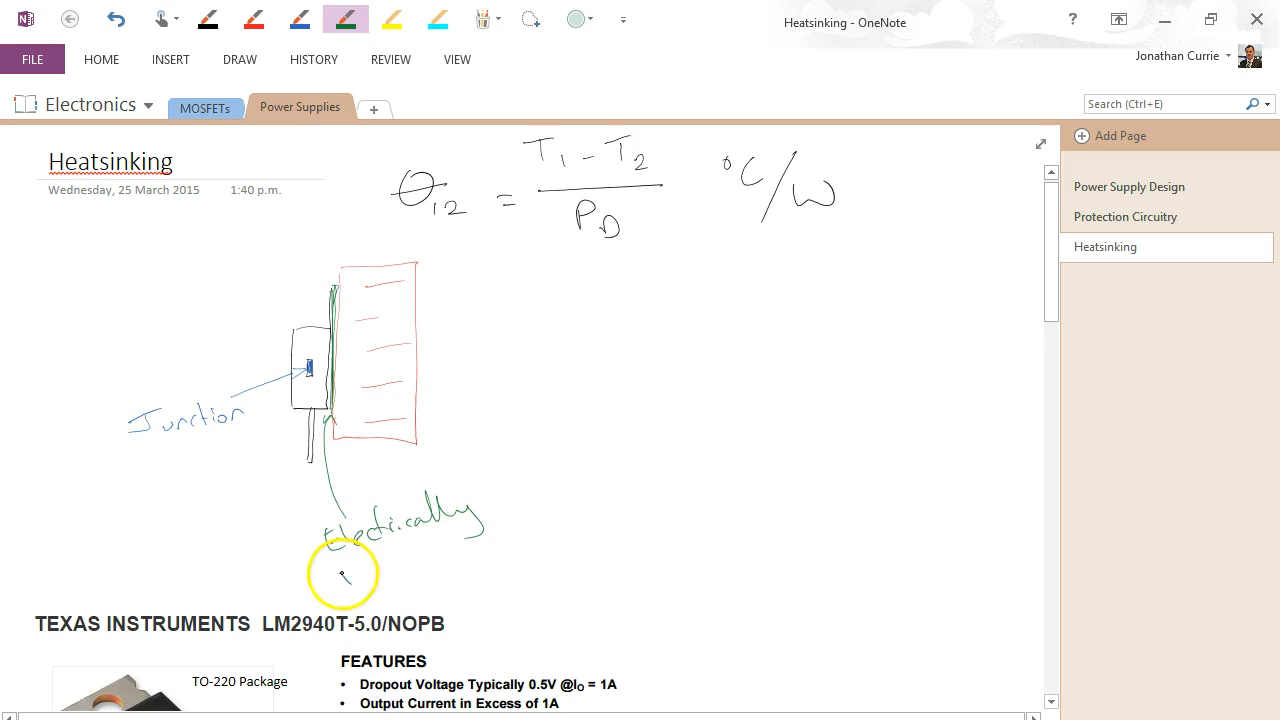 Heatsinking - OneNote
?
Jonathan Currie
FILE HOME INSERT DRAW HISTORY REVIEW VIEW
Electronics MOSFETs Power Supplies +
Search (Ctrl+E)
Add Page
Power Supply Design
Protection Circuitry
Heatsinking
Heatsinking
Wednesday, 25 March 2015 1:40 p.m.
θ12 = T1 - T2 / PD °C/W
Junction
Electrically
TEXAS INSTRUMENTS LM2940T-5.0/NOPB
TO-220 Package
FEATURES
• Dropout Voltage Typically 0.5V @IO = 1A
• Output Current in Excess of 1A